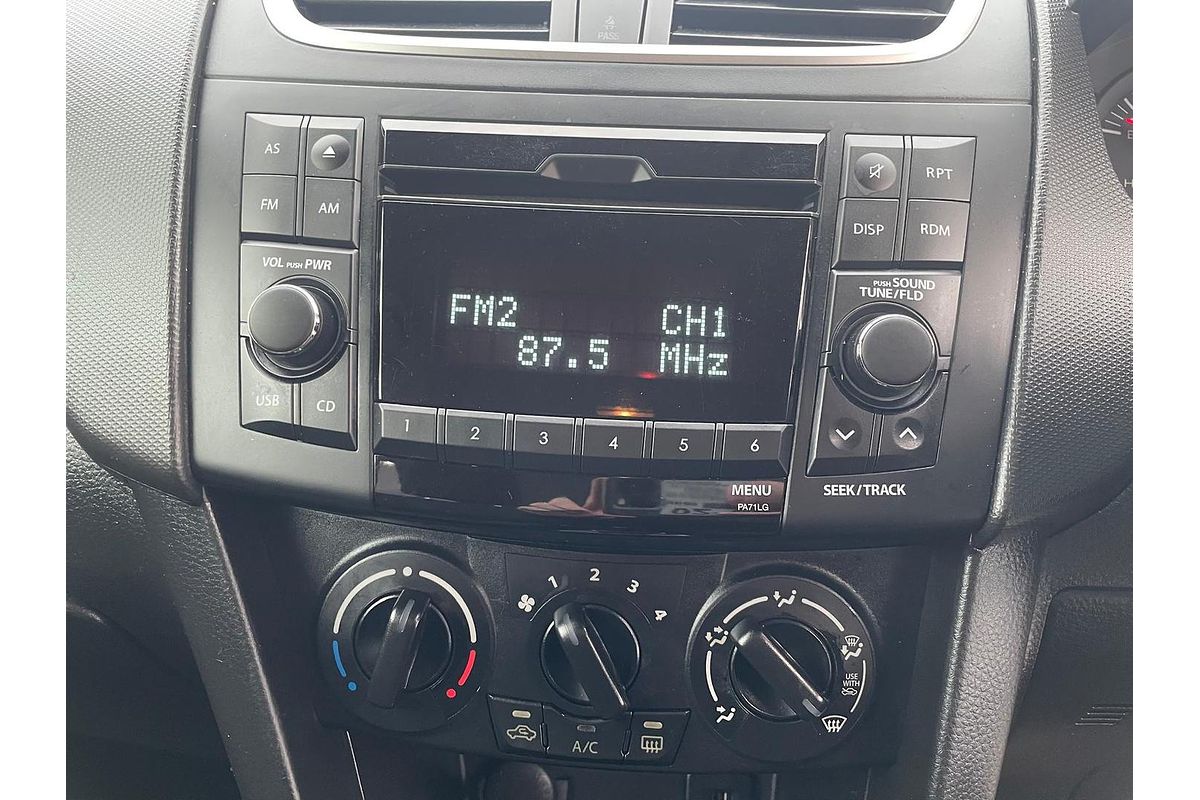 PASS
AS
FM AM
VOL PUSH PWR
USB CD
FM2 CH1
87.5 MHz
1 2 3 4 5 6
MENU
PA71LG
RPT
DISP RDM
PUSH SOUND
TUNE/FLD
SEEK/TRACK
1 2 3 4
A/C
USE
WITH
H